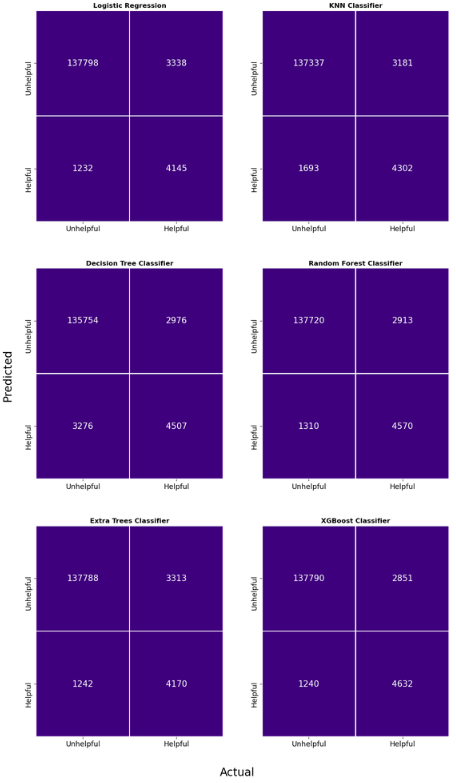 Logistic Regression
KNN Classifier
Unhelpful
137798
3338
Helpful
1232
4145
Unhelpful
Helpful
Unhelpful
137337
3181
Helpful
1693
4302
Unhelpful
Helpful
Decision Tree Classifier
Random Forest Classifier
Unhelpful
135754
2976
Helpful
3276
4507
Unhelpful
Helpful
Unhelpful
137720
2913
Helpful
1310
4570
Unhelpful
Helpful
Predicted
Extra Trees Classifier
XGBoost Classifier
Unhelpful
137788
3313
Helpful
1242
4170
Unhelpful
Helpful
Unhelpful
137790
2851
Helpful
1240
4632
Unhelpful
Helpful
Actual